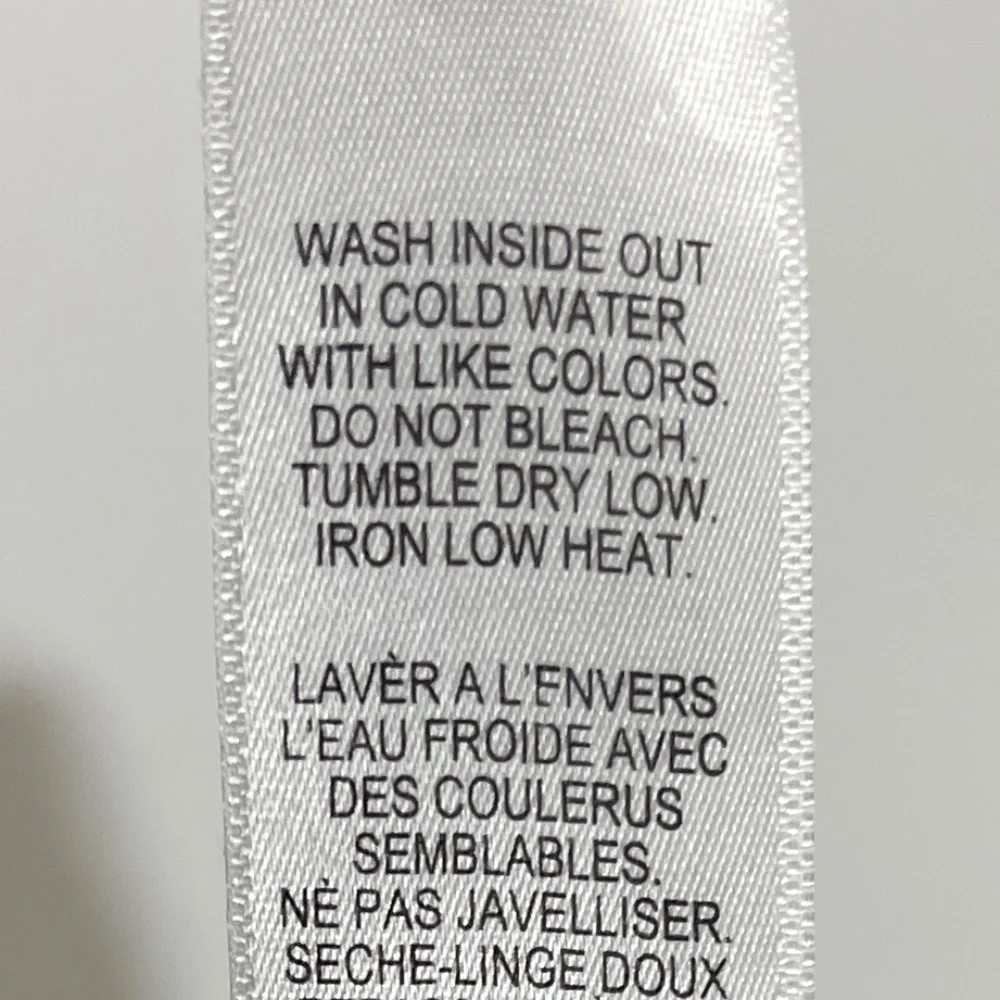 WASH INSIDE OUT
IN COLD WATER
WITH LIKE COLORS.
DO NOT BLEACH.
TUMBLE DRY LOW.
IRON LOW HEAT.
LAVÈR A L'ENVERS
L'EAU FROIDE AVEC
DES COULERUS
SEMBLABLES.
NÈ PAS JAVELLISER.
SECHE-LINGE DOUX